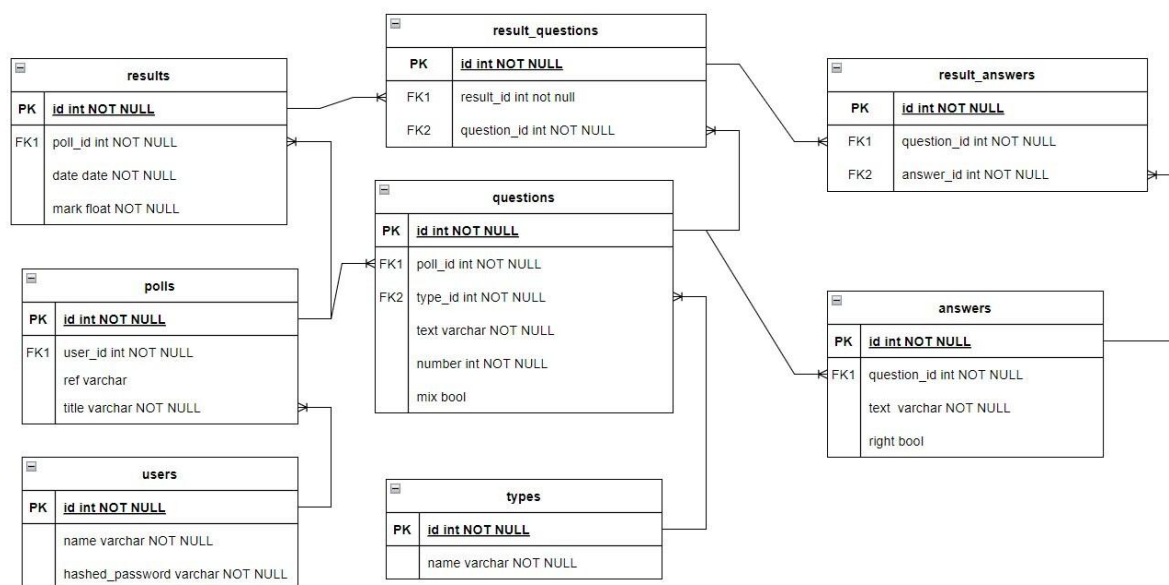 results
PK id int NOT NULL
FK1 poll_id int NOT NULL
date date NOT NULL
mark float NOT NULL
result_questions
PK id int NOT NULL
FK1 result_id int not null
FK2 question_id int NOT NULL
result_answers
PK id int NOT NULL
FK1 question_id int NOT NULL
FK2 answer_id int NOT NULL
polls
PK id int NOT NULL
FK1 user_id int NOT NULL
ref varchar
title varchar NOT NULL
questions
PK id int NOT NULL
FK1 poll_id int NOT NULL
FK2 type_id int NOT NULL
text varchar NOT NULL
number int NOT NULL
mix bool
answers
PK id int NOT NULL
FK1 question_id int NOT NULL
text varchar NOT NULL
right bool
users
PK id int NOT NULL
name varchar NOT NULL
hashed_password varchar NOT NULL
types
PK id int NOT NULL
name varchar NOT NULL